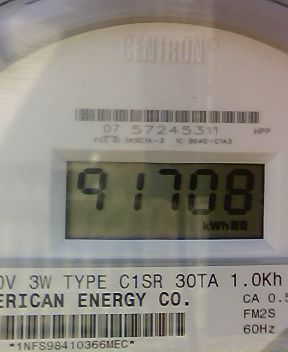 CENTRON®
07 57245311 HPP
91708
kWh
0V 3W TYPE C1SR 30TA 1.0Kh
ERICAN ENERGY CO.
CA 0.5
FM2S
60Hz
*1NFS98410366MEC*